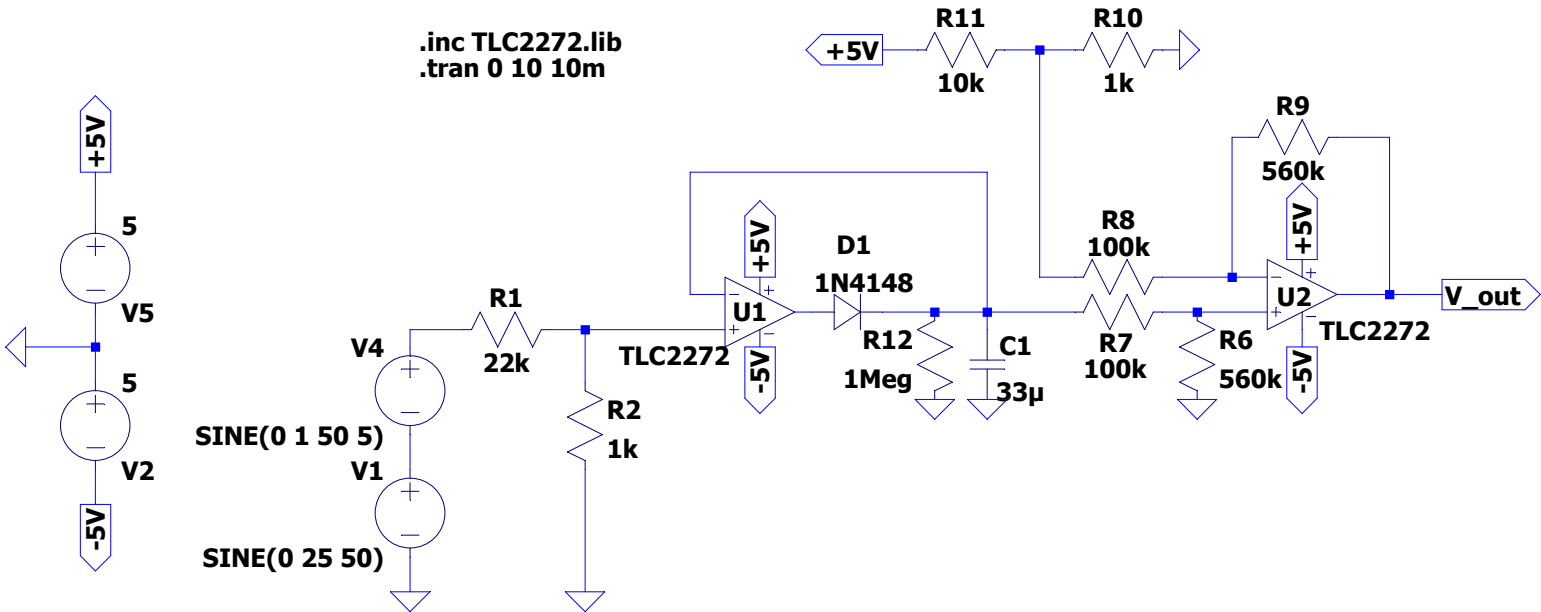 .inc TLC2272.lib
.tran 0 10 10m
R11
R10
+5V
10k
1k
R9
560k
+5V
5
V5
5
V2
-5V
R1
22k
V4
SINE(0 1 50 5)
V1
SINE(0 25 50)
R2
1k
+5V
U1
TLC2272
-5V
D1
1N4148
R12
1Meg
C1
33µ
R8
100k
R7
100k
R6
560k
+5V
U2
TLC2272
-5V
V_out